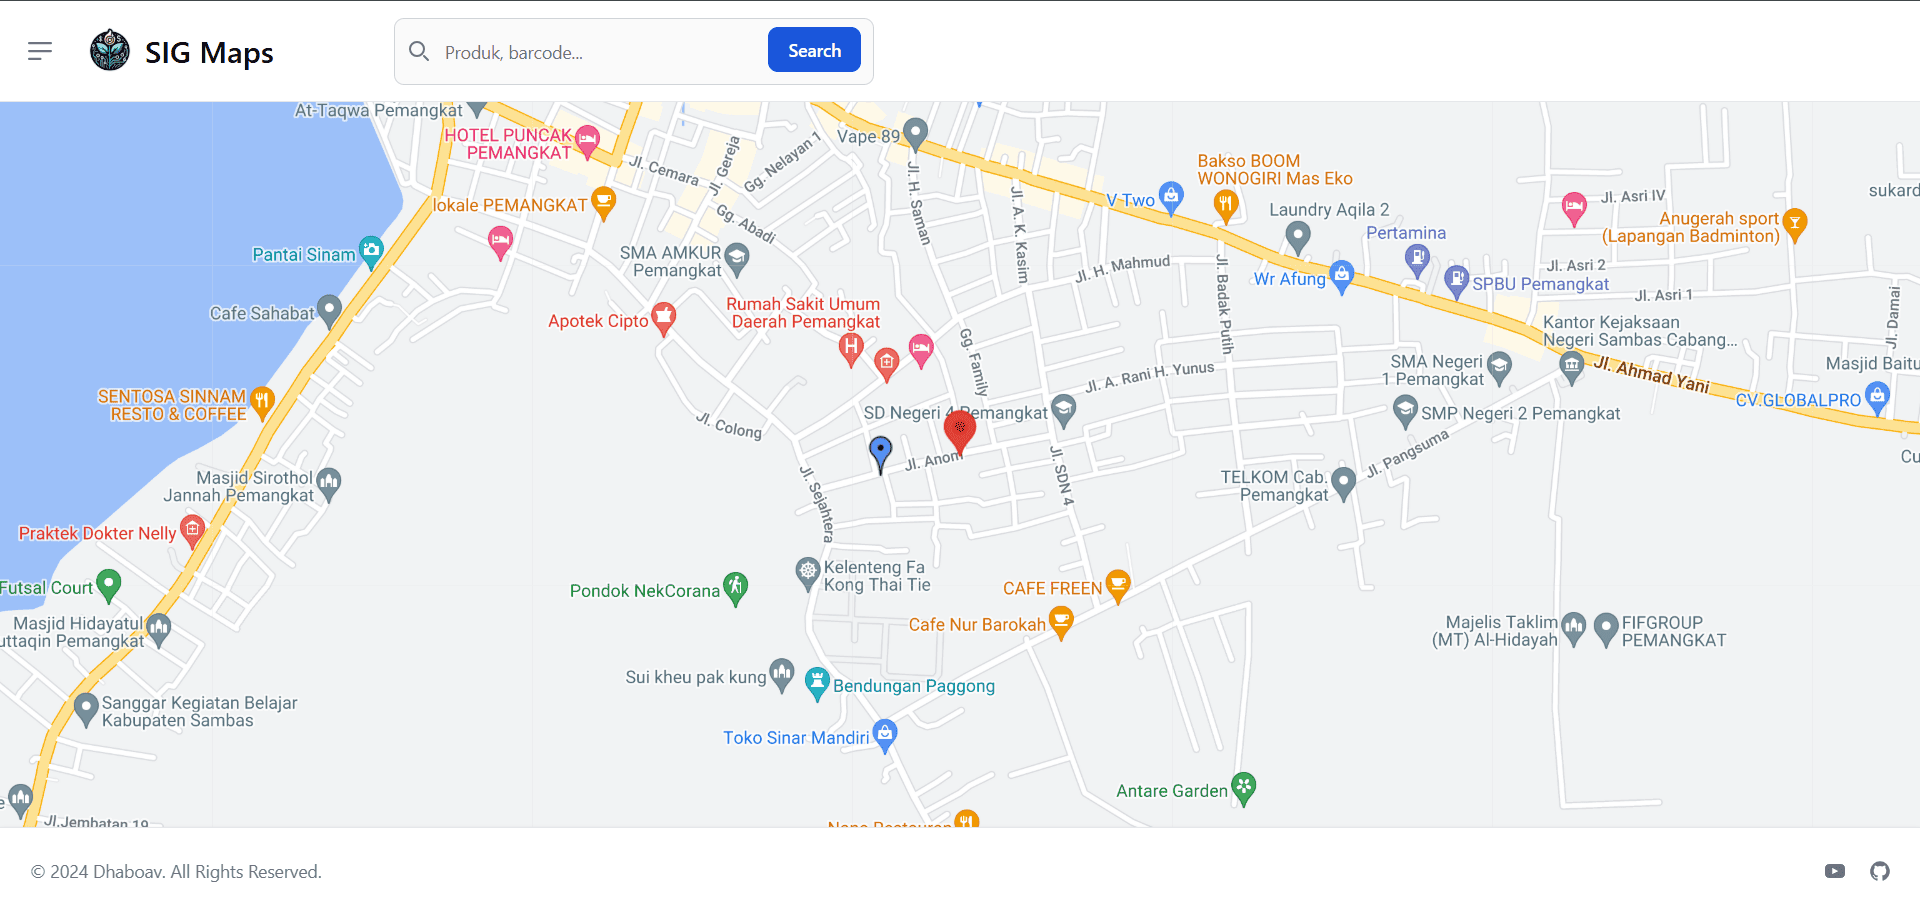 SIG Maps
Produk, barcode...
Search
At-Taqwa Pemangkat
HOTEL PUNCAK
PEMANGKAT
Jl. Cemara
Jl. Gereja
Gg. Nelayan 1
Vape 89
Jl. H. Saman
Jl. A. K. Kasim
Bakso BOOM
WONOGIRI Mas Eko
V Two
Laundry Aqila 2
Pertamina
Jl. Asri IV
Anugerah sport
(Lapangan Badminton)
sukard
lokale PEMANGKAT
Gg. Abadi
Pantai Sinam
SMA AMKUR
Pemangkat
Jl. H. Mahmud
Jl. Badak Putih
Wr Afung
SPBU Pemangkat
Jl. Asri 2
Jl. Asri 1
Jl. Damai
Cafe Sahabat
Apotek Cipto
Rumah Sakit Umum
Daerah Pemangkat
Gg. Family
Kantor Kejaksaan
Negeri Sambas Cabang...
SMA Negeri
1 Pemangkat
Jl. Ahmad Yani
Masjid Baitu
SENTOSA SINNAM
RESTO & COFFEE
Jl. Colong
SD Negeri 4 Pemangkat
Jl. A. Rani H. Yunus
SMP Negeri 2 Pemangkat
CV.GLOBALPRO
Cu
Masjid Sirothol
Jannah Pemangkat
Jl. Sejahtera
Jl. Anom
Jl. SDN 4
TELKOM Cab.
Pemangkat
Jl. Pangsuma
Praktek Dokter Nelly
Futsal Court
Kelenteng Fa
Kong Thai Tie
Pondok NekCorana
CAFE FREEN
Cafe Nur Barokah
Masjid Hidayatul
uttaqin Pemangkat
Majelis Taklim
(MT) Al-Hidayah
FIFGROUP
PEMANGKAT
Sui kheu pak kung
Bendungan Paggong
Sanggar Kegiatan Belajar
Kabupaten Sambas
Toko Sinar Mandiri
Antare Garden
e
Jl.Jembatan 19
© 2024 Dhaboav. All Rights Reserved.